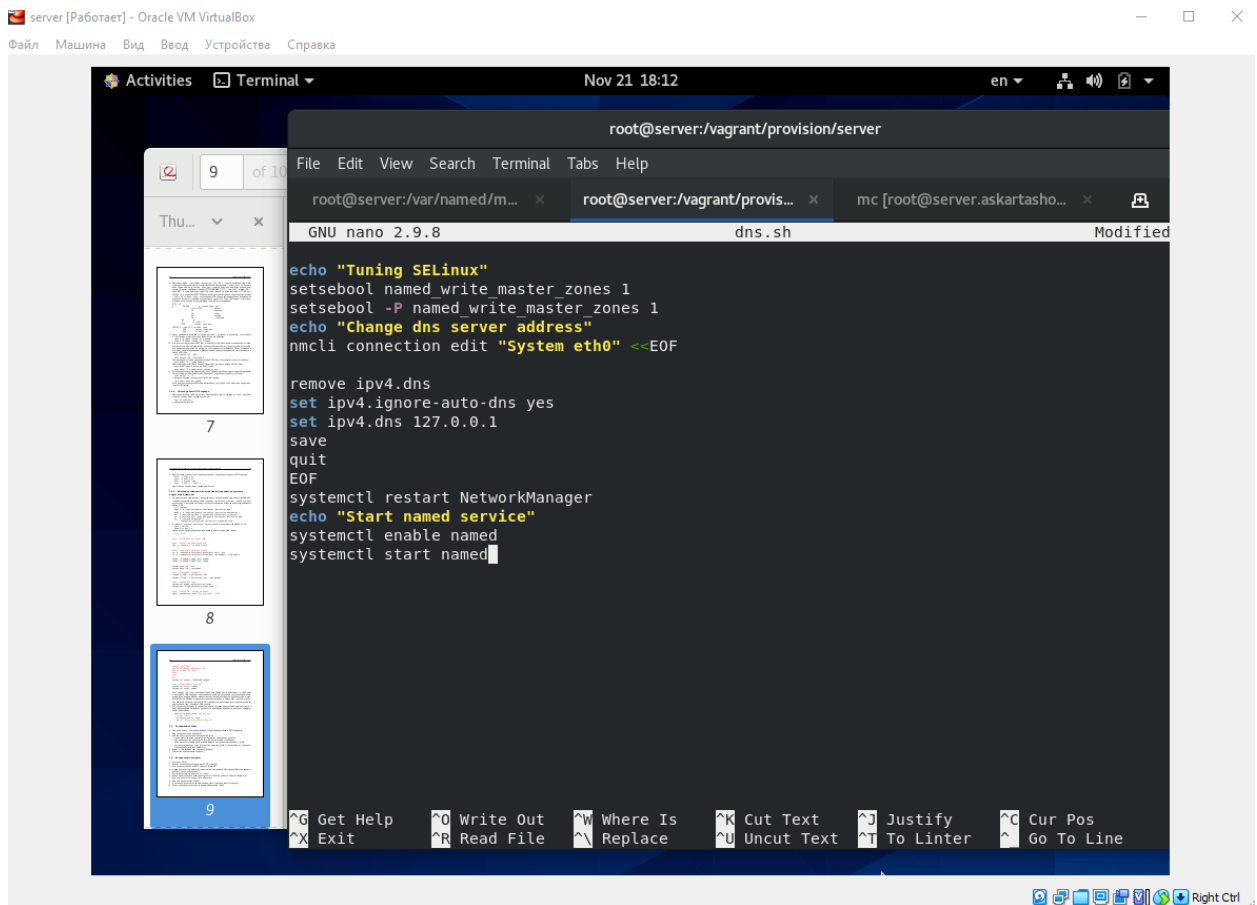 server [Работает] - Oracle VM VirtualBox
Файл Машина Вид Ввод Устройства Справка
Activities Terminal Nov 21 18:12 en
root@server:/vagrant/provision/server
9 of 10
File Edit View Search Terminal Tabs Help
Thu...
root@server:/var/named/m... × root@server:/vagrant/provis... × mc [root@server.askartasho... ×
GNU nano 2.9.8 dns.sh Modified
echo "Tuning SELinux"
setsebool named_write_master_zones 1
setsebool -P named_write_master_zones 1
echo "Change dns server address"
nmcli connection edit "System eth0" <<EOF
remove ipv4.dns
set ipv4.ignore-auto-dns yes
set ipv4.dns 127.0.0.1
save
quit
EOF
systemctl restart NetworkManager
echo "Start named service"
systemctl enable named
systemctl start named
7
8
9
^G Get Help ^O Write Out ^W Where Is ^K Cut Text ^J Justify ^C Cur Pos
^X Exit ^R Read File ^\ Replace ^U Uncut Text ^T To Linter ^_ Go To Line
Right Ctrl